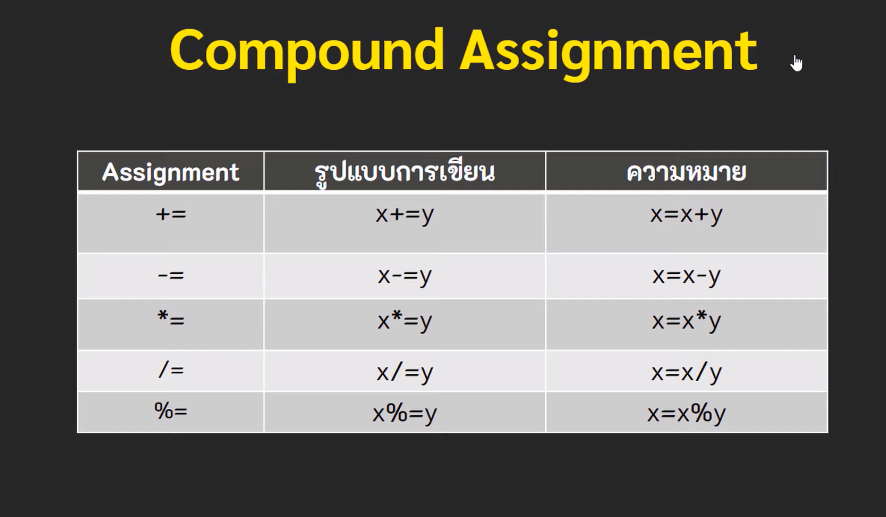 Compound Assignment
Assignment รูปแบบการเขียน ความหมาย
+= x+=y x=x+y
-= x-=y x=x-y
*= x*=y x=x*y
/= x/=y x=x/y
%= x%=y x=x%y